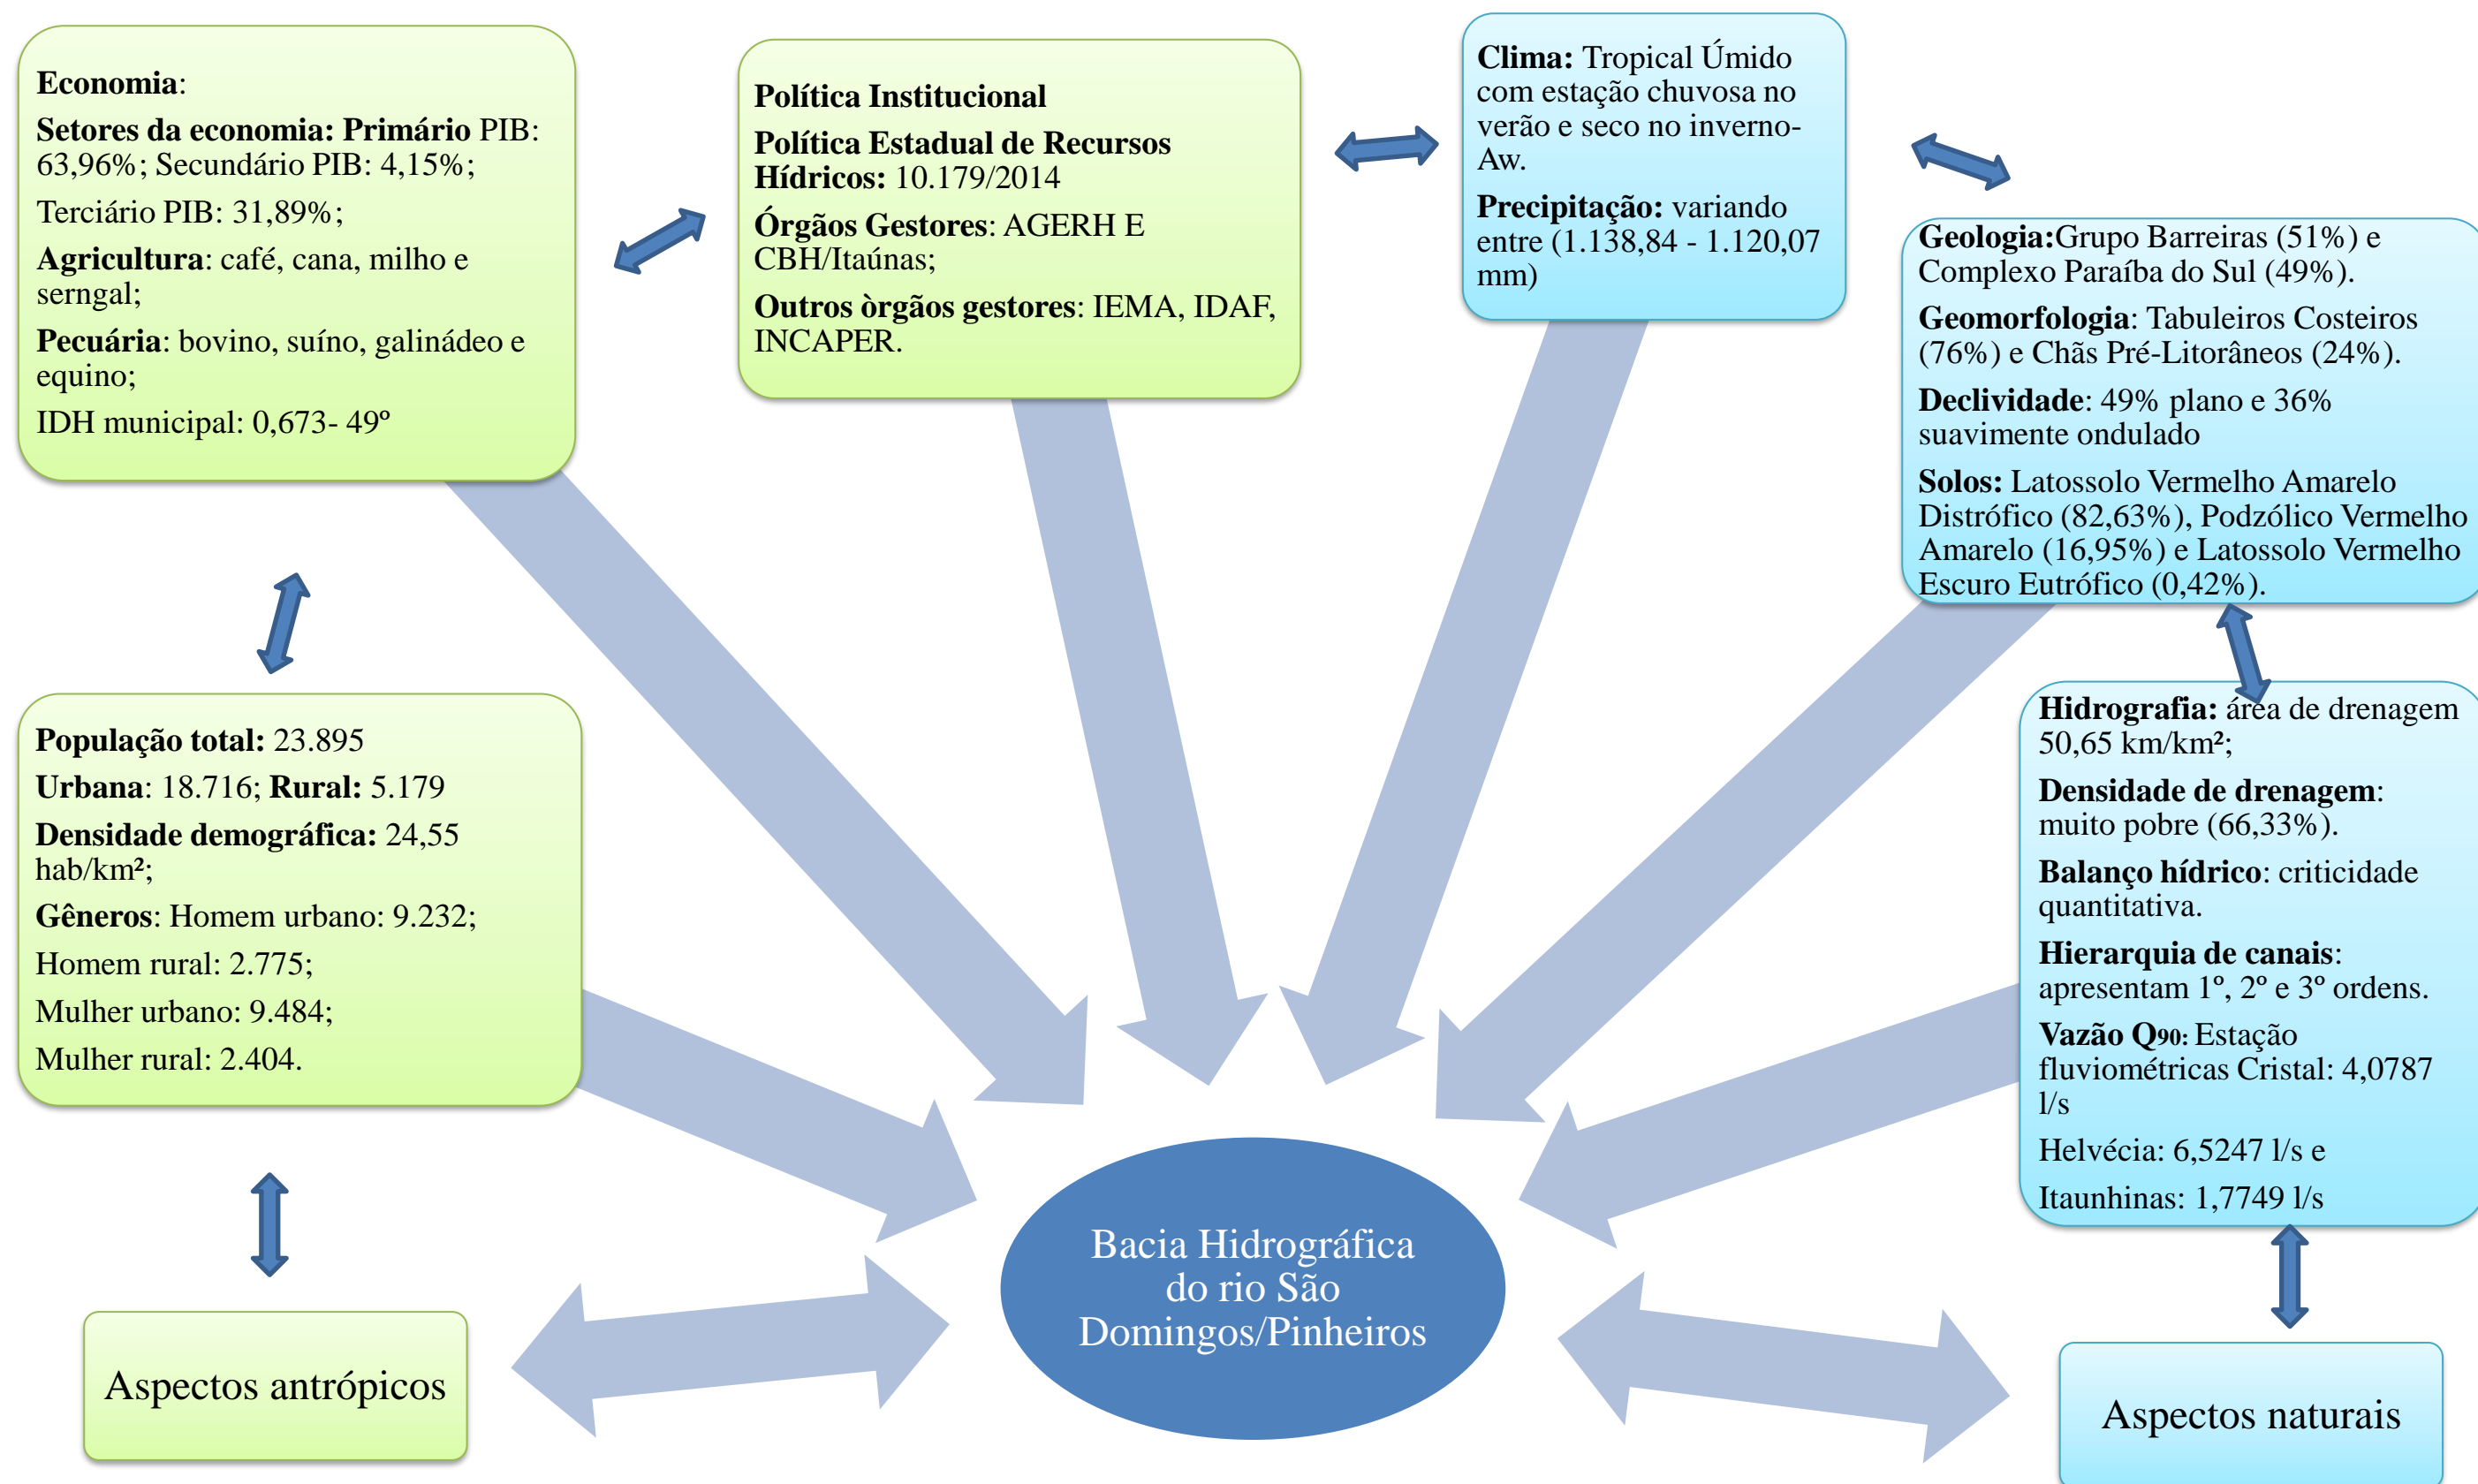 Economia:
Setores da economia: Primário PIB:
63,96%; Secundário PIB: 4,15%;
Terciário PIB: 31,89%;
Agricultura: café, cana, milho e
serngal;
Pecuária: bovino, suíno, galinádeo e
equino;
IDH municipal: 0,673- 49º
Política Institucional
Política Estadual de Recursos
Hídricos: 10.179/2014
Órgãos Gestores: AGERH E
CBH/Itaúnas;
Outros òrgãos gestores: IEMA, IDAF,
INCAPER.
Clima: Tropical Úmido
com estação chuvosa no
verão e seco no inverno-
Aw.
Precipitação: variando
entre (1.138,84 - 1.120,07
mm)
Geologia:Grupo Barreiras (51%) e
Complexo Paraíba do Sul (49%).
Geomorfologia: Tabuleiros Costeiros
(76%) e Chãs Pré-Litorâneos (24%).
Declividade: 49% plano e 36%
suavimente ondulado
Solos: Latossolo Vermelho Amarelo
Distrófico (82,63%), Podzólico Vermelho
Amarelo (16,95%) e Latossolo Vermelho
Escuro Eutrófico (0,42%).
População total: 23.895
Urbana: 18.716; Rural: 5.179
Densidade demográfica: 24,55
hab/km²;
Gêneros: Homem urbano: 9.232;
Homem rural: 2.775;
Mulher urbano: 9.484;
Mulher rural: 2.404.
Hidrografia: área de drenagem
50,65 km/km²;
Densidade de drenagem:
muito pobre (66,33%).
Balanço hídrico: criticidade
quantitativa.
Hierarquia de canais:
apresentam 1º, 2º e 3º ordens.
Vazão Q90: Estação
fluviométricas Cristal: 4,0787
l/s
Helvécia: 6,5247 l/s e
Itaunhinas: 1,7749 l/s
Bacia Hidrográfica
do rio São
Domingos/Pinheiros
Aspectos antrópicos
Aspectos naturais